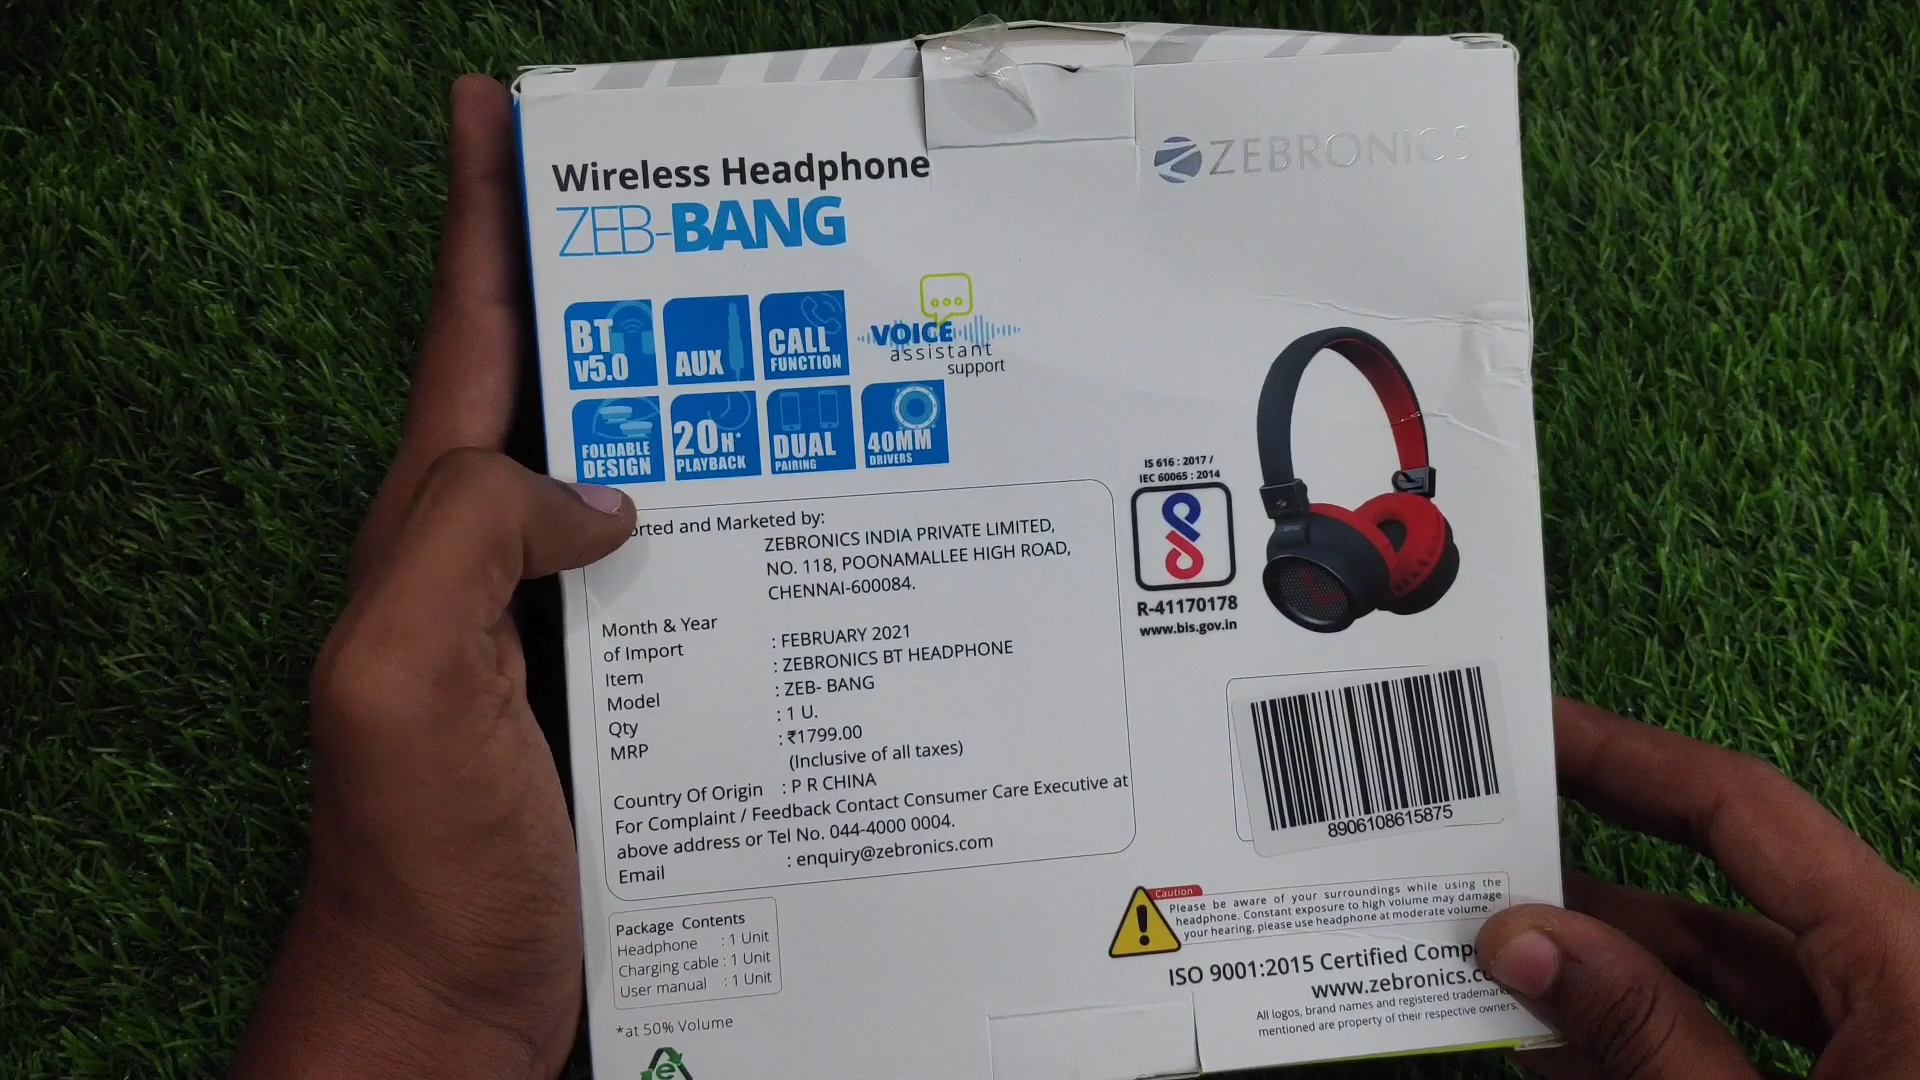 Wireless Headphone
ZEB-BANG
ZEBRONICS
BT
V5.0
AUX
CALL
FUNCTION
VOICE
assistant
support
FOLDABLE
DESIGN
20H*
PLAYBACK
DUAL
PAIRING
40MM
DRIVERS
and Marketed by:
ZEBRONICS INDIA PRIVATE LIMITED,
NO. 118, POONAMALLEE HIGH ROAD,
CHENNAI-600084.
Month & Year
of Import : FEBRUARY 2021
Item : ZEBRONICS BT HEADPHONE
Model : ZEB- BANG
Qty : 1 U.
MRP : ₹1799.00
(Inclusive of all taxes)
Country Of Origin : P R CHINA
For Complaint / Feedback Contact Consumer Care Executive at
above address or Tel No. 044-4000 0004.
Email : enquiry@zebronics.com
IS 616 : 2017 /
IEC 60065 : 2014
R-41170178
www.bis.gov.in
8906108615875
Package Contents
Headphone : 1 Unit
Charging cable : 1 Unit
User manual : 1 Unit
*at 50% Volume
Caution
Please be aware of your surroundings while using the
headphone. Constant exposure to high volume may damage
your hearing, please use headphone at moderate volume.
ISO 9001:2015 Certified
www.zebronics.
All logos, brand names and registered
mentioned are property of their respective owners.
e